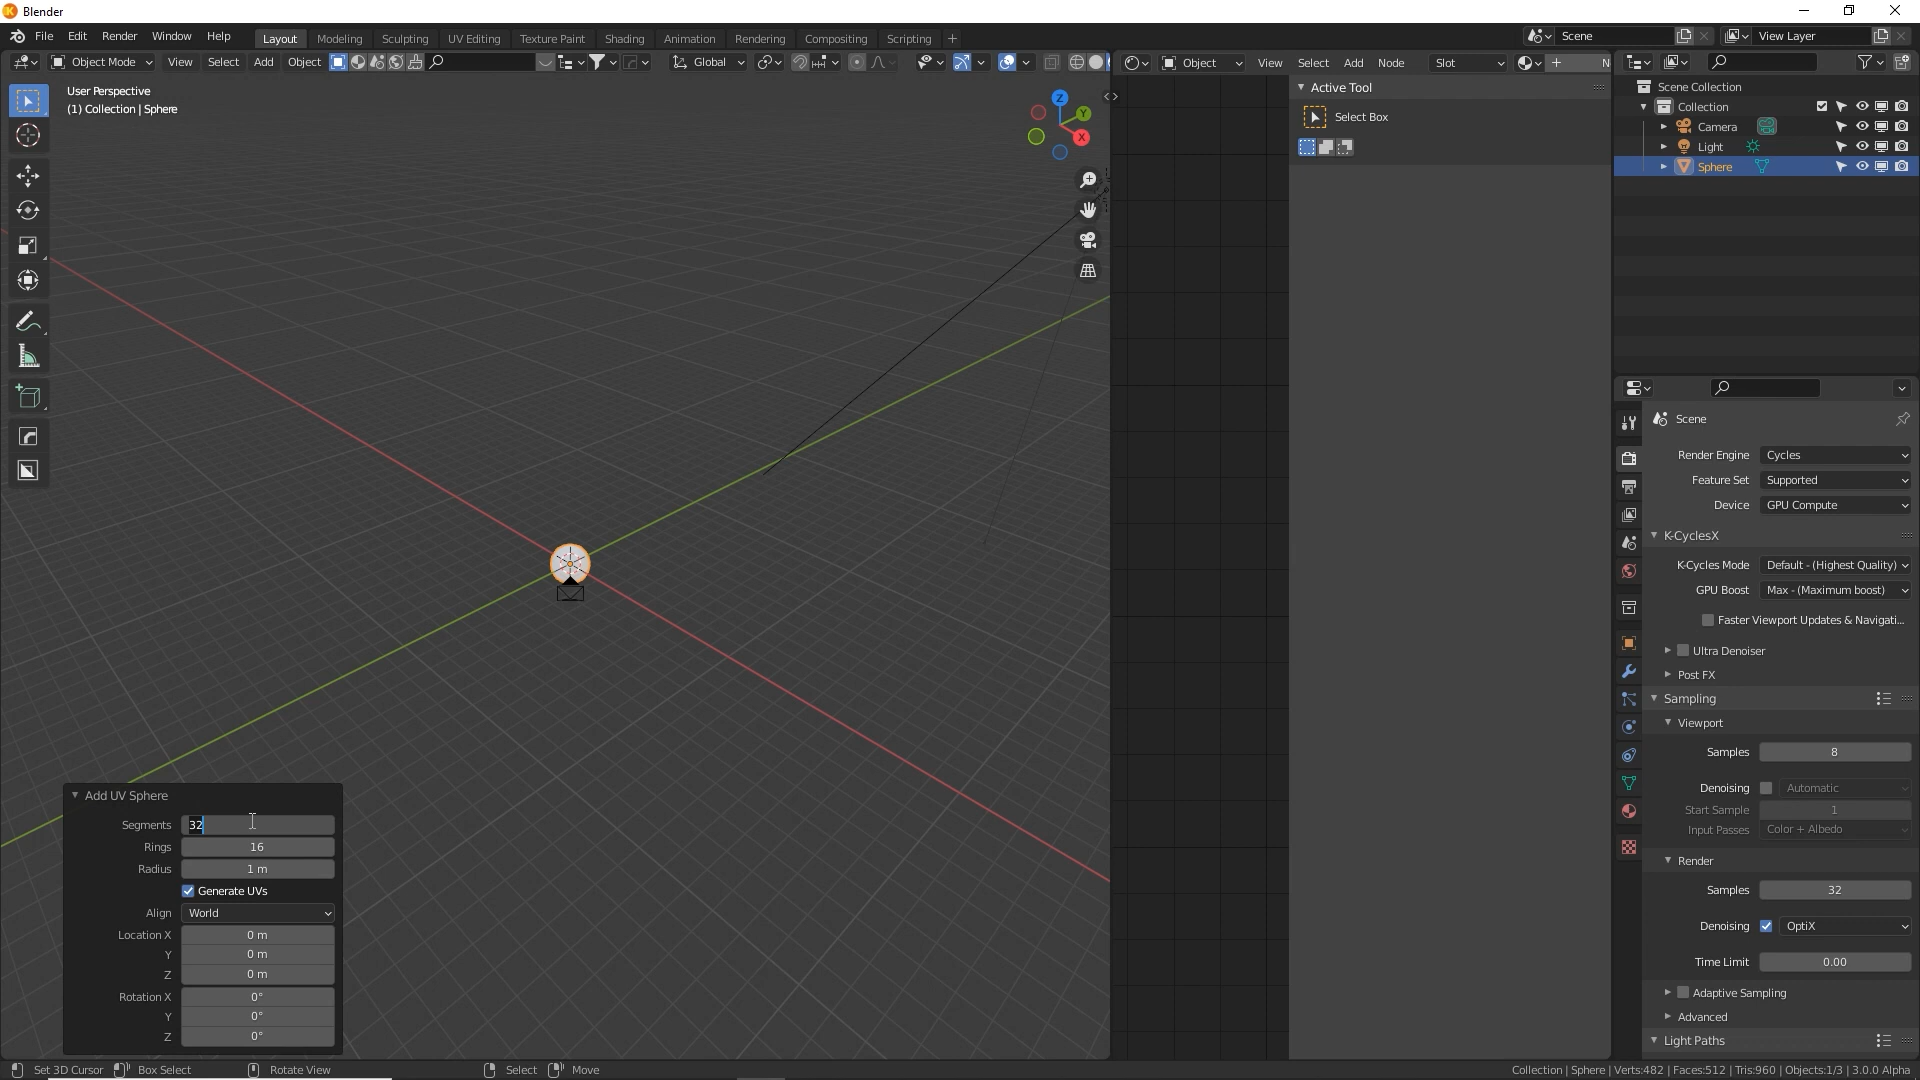 Blender
File Edit Render Window Help
Layout Modeling Sculpting UV Editing Texture Paint Shading Animation Rendering Compositing Scripting +
Scene
View Layer
Object Mode View Select Add Object
Global
Object View Select Add Node Slot N
User Perspective
(1) Collection | Sphere
Z
Y
X
Active Tool
Select Box
Scene Collection
Collection
Camera
Light
Sphere
Scene
Render Engine Cycles
Feature Set Supported
Device GPU Compute
K-CyclesX
K-Cycles Mode Default - (Highest Quality)
GPU Boost Max - (Maximum boost)
Faster Viewport Updates & Navigati...
Ultra Denoiser
Post FX
Sampling
Viewport
Samples 8
Denoising Automatic
Start Sample 1
Input Passes Color + Albedo
Render
Samples 32
Denoising OptiX
Time Limit 0.00
Adaptive Sampling
Advanced
Light Paths
Add UV Sphere
Segments 32
Rings 16
Radius 1 m
Generate UVs
Align World
Location X 0 m
Y 0 m
Z 0 m
Rotation X 0°
Y 0°
Z 0°
Set 3D Cursor Box Select Rotate View Select Move
Collection | Sphere | Verts:482 | Faces:512 | Tris:960 | Objects:1/3 | 3.0.0 Alpha